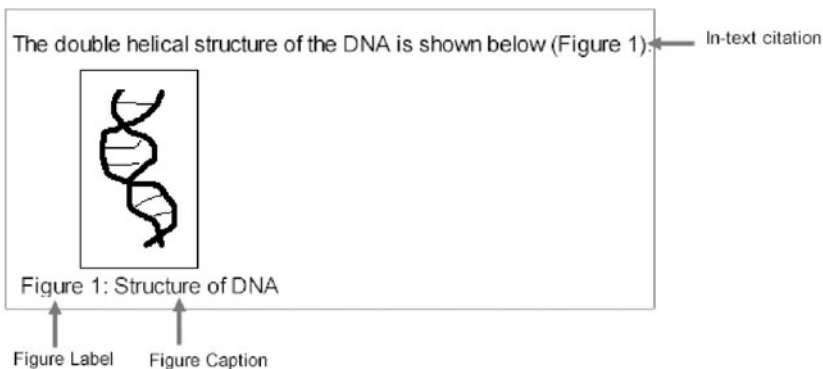 The double helical structure of the DNA is shown below (Figure 1).
In-text citation
Figure 1: Structure of DNA
Figure Label
Figure Caption